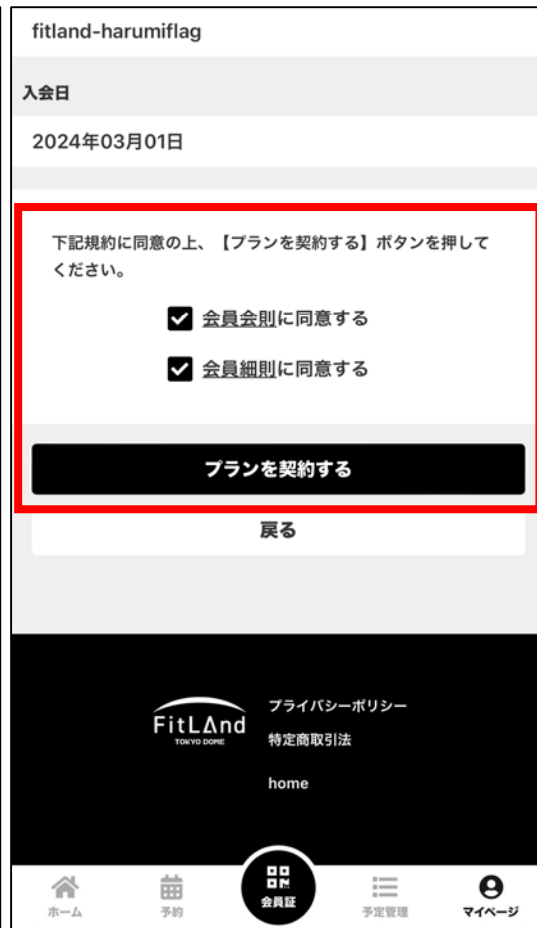 fitland-harumiflag
入会日
2024年03月01日
下記規約に同意の上、【プランを契約する】ボタンを押して
ください。
会員会則に同意する
会員細則に同意する
プランを契約する
戻る
FitLAnd
TOKYO DOME
プライバシーポリシー
特定商取引法
home
ホーム
予約
会員証
予定管理
マイページ